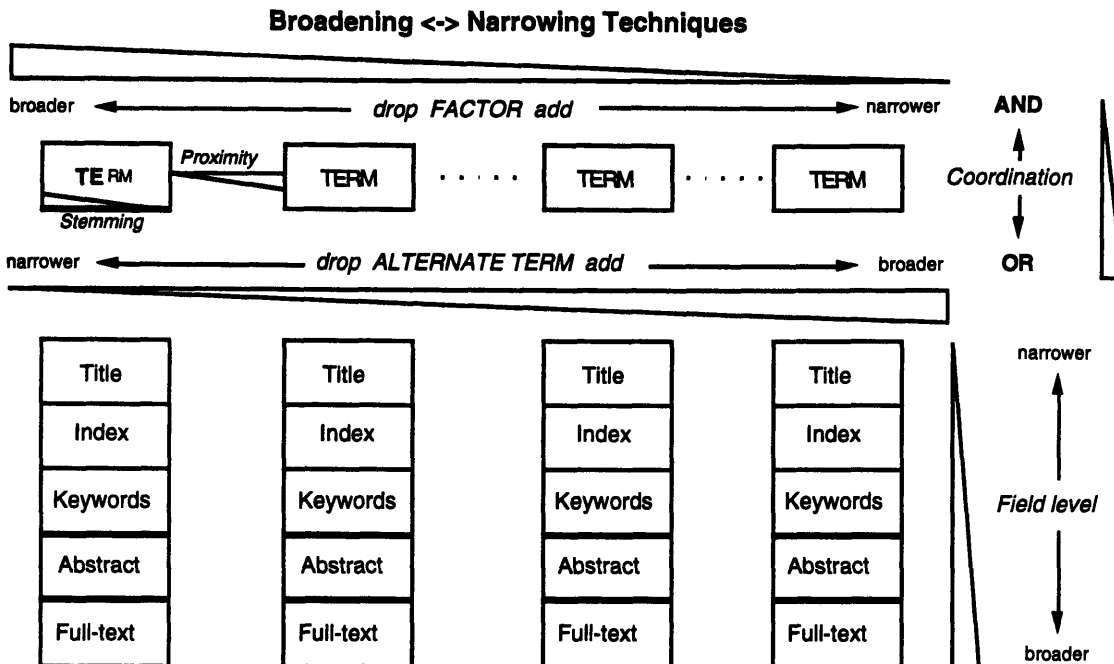 Broadening <-> Narrowing Techniques
broader drop FACTOR add narrower AND
Proximity
TERM TERM TERM TERM Coordination
Stemming
narrower drop ALTERNATE TERM add broader OR
narrower
Title Title Title Title
Index Index Index Index
Keywords Keywords Keywords Keywords Field level
Abstract Abstract Abstract Abstract
Full-text Full-text Full-text Full-text
broader